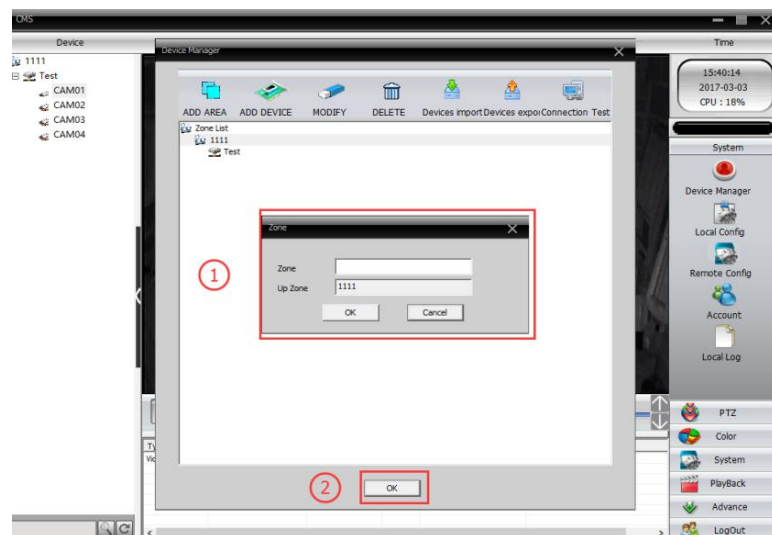 CMS
Device
1111
Test
CAM01
CAM02
CAM03
CAM04
Device Manager
ADD AREA ADD DEVICE MODIFY DELETE Devices import Devices expor Connection Test
Zone List
1111
Test
1
Zone
Zone
Up Zone 1111
OK Cancel
2
OK
Time
15:40:14
2017-03-03
CPU : 18%
System
Device Manager
Local Config
Remote Config
Account
Local Log
PTZ
Color
System
PlayBack
Advance
LogOut